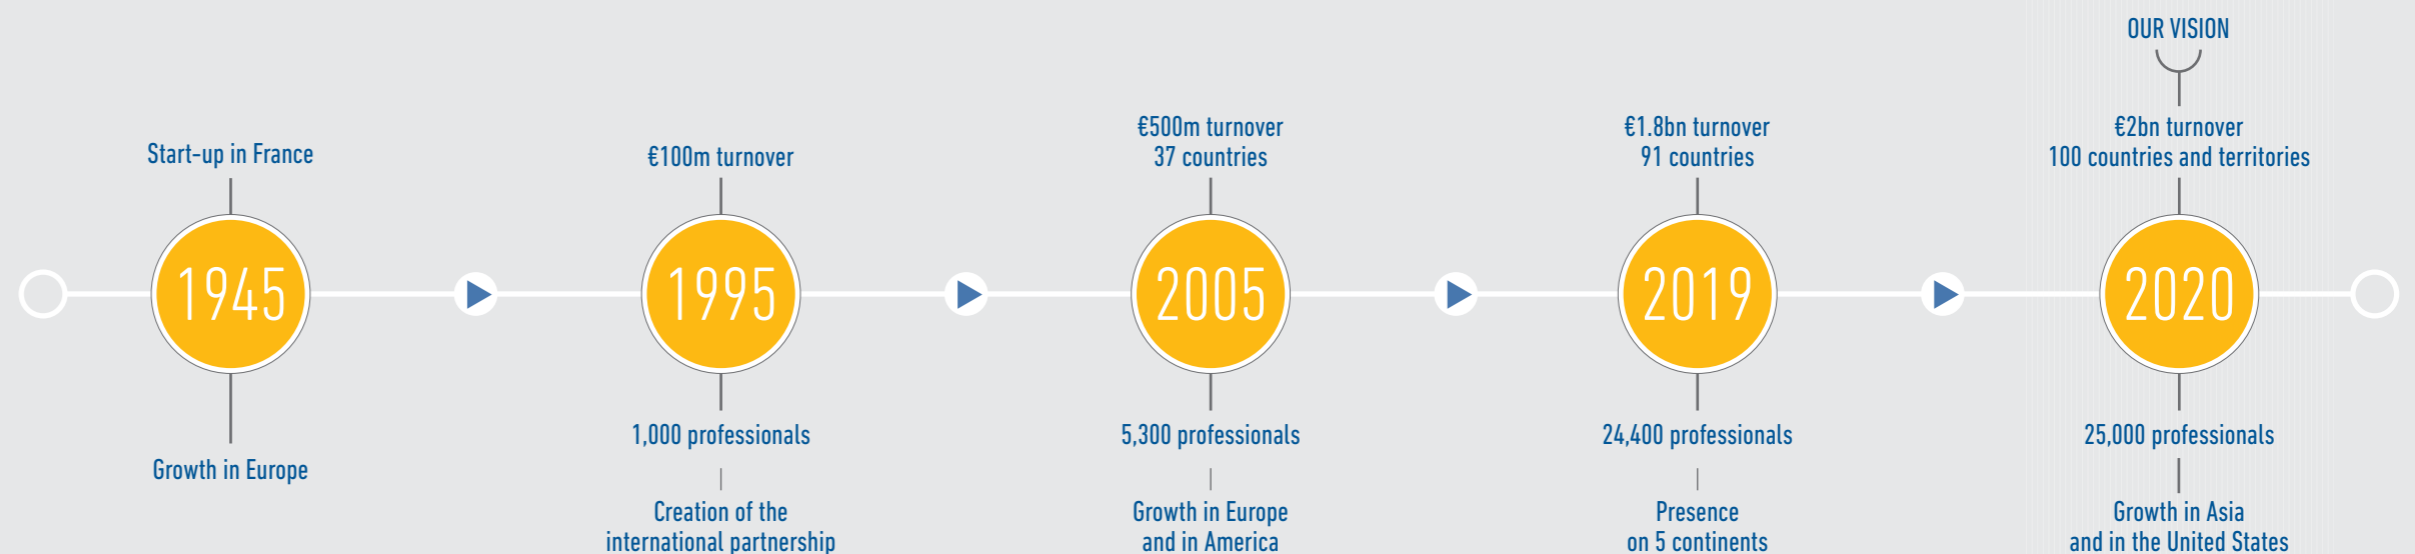 Start-up in France
1945
Growth in Europe
€100m turnover
1995
1,000 professionals
Creation of the
international partnership
€500m turnover
37 countries
2005
5,300 professionals
Growth in Europe
and in America
€1.8bn turnover
91 countries
2019
24,400 professionals
Presence
on 5 continents
OUR VISION
€2bn turnover
100 countries and territories
2020
25,000 professionals
Growth in Asia
and in the United States